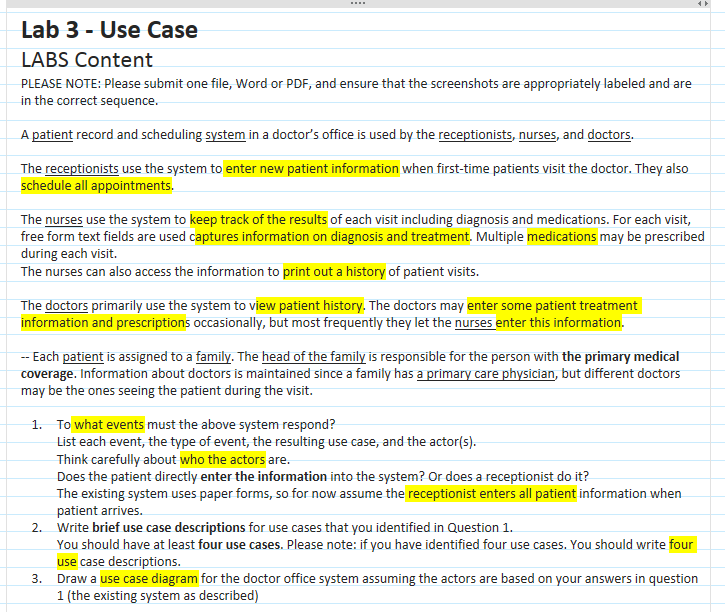 Lab 3 - Use Case
LABS Content
PLEASE NOTE: Please submit one file, Word or PDF, and ensure that the screenshots are appropriately labeled and are
in the correct sequence.
A patient record and scheduling system in a doctor's office is used by the receptionists, nurses, and doctors.
The receptionists use the system to enter new patient information when first-time patients visit the doctor. They also
schedule all appointments.
The nurses use the system to keep track of the results of each visit including diagnosis and medications. For each visit,
free form text fields are used captures information on diagnosis and treatment. Multiple medications may be prescribed
during each visit.
The nurses can also access the information to print out a history of patient visits.
The doctors primarily use the system to view patient history. The doctors may enter some patient treatment
information and prescriptions occasionally, but most frequently they let the nurses enter this information.
-- Each patient is assigned to a family. The head of the family is responsible for the person with the primary medical
coverage. Information about doctors is maintained since a family has a primary care physician, but different doctors
may be the ones seeing the patient during the visit.
1. To what events must the above system respond?
List each event, the type of event, the resulting use case, and the actor(s).
Think carefully about who the actors are.
Does the patient directly enter the information into the system? Or does a receptionist do it?
The existing system uses paper forms, so for now assume the receptionist enters all patient information when
patient arrives.
2. Write brief use case descriptions for use cases that you identified in Question 1.
You should have at least four use cases. Please note: if you have identified four use cases. You should write four
use case descriptions.
3. Draw a use case diagram for the doctor office system assuming the actors are based on your answers in question
1 (the existing system as described)